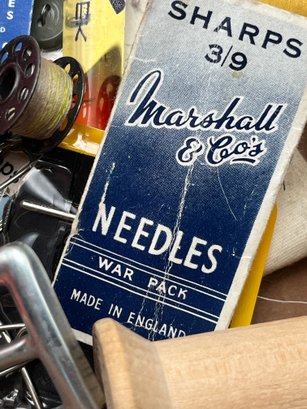 SHARPS
3/9
Marshall
& Co's
NEEDLES
WAR PACK
MADE IN ENGLAND